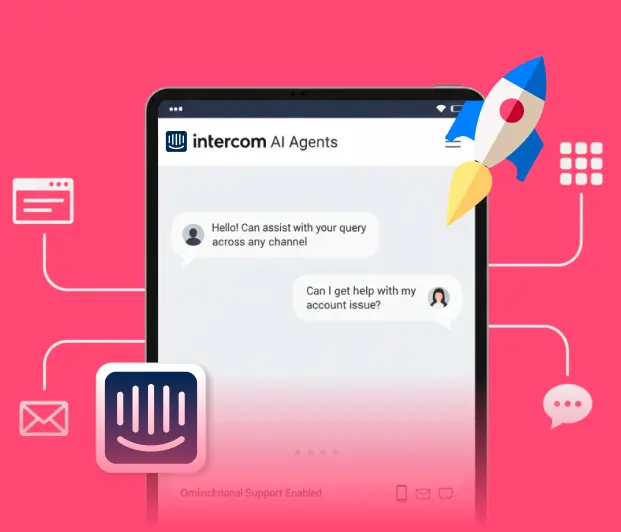 intercom AI Agents
Hello! Can assist with your query
across any channel
Can I get help with my
account issue?
Ominchnanal Support Enabled